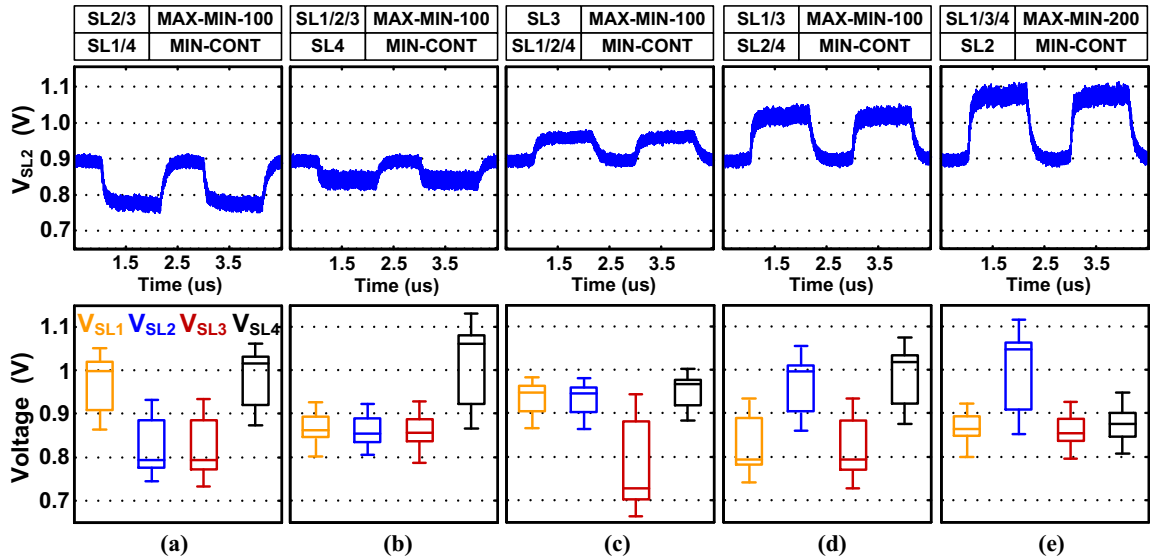 SL2/3 MAX-MIN-100 SL1/2/3 MAX-MIN-100 SL3 MAX-MIN-100 SL1/3 MAX-MIN-100 SL1/3/4 MAX-MIN-200
SL1/4 MIN-CONT SL4 MIN-CONT SL1/2/4 MIN-CONT SL2/4 MIN-CONT SL2 MIN-CONT
VSL2 (V)
1.1
1.0
0.9
0.8
0.7
1.5 2.5 3.5 1.5 2.5 3.5 1.5 2.5 3.5 1.5 2.5 3.5 1.5 2.5 3.5
Time (us) Time (us) Time (us) Time (us) Time (us)
Voltage (V)
1.1
1
0.9
0.8
0.7
VSL1 VSL2 VSL3 VSL4
(a) (b) (c) (d) (e)